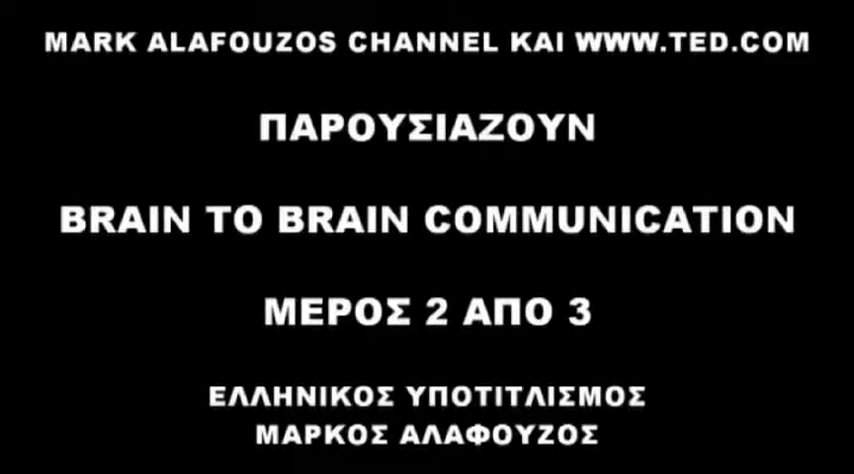 MARK ALAFOUZOS CHANNEL ΚΑΙ WWW.TED.COM
ΠΑΡΟΥΣΙΑΖΟΥΝ
BRAIN TO BRAIN COMMUNICATION
ΜΕΡΟΣ 2 ΑΠΟ 3
ΕΛΛΗΝΙΚΟΣ ΥΠΟΤΙΤΛΙΣΜΟΣ
ΜΑΡΚΟΣ ΑΛΑΦΟΥΖΟΣ